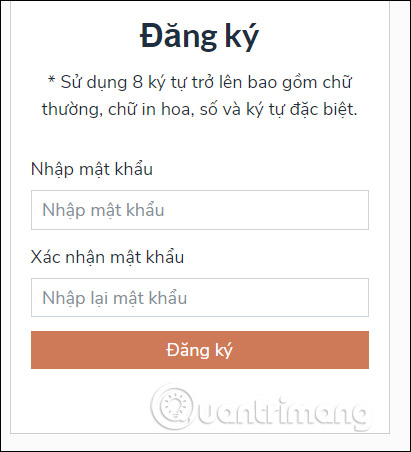 Đăng ký
* Sử dụng 8 ký tự trở lên bao gồm chữ
thường, chữ in hoa, số và ký tự đặc biệt.
Nhập mật khẩu
Nhập mật khẩu
Xác nhận mật khẩu
Nhập lại mật khẩu
Đăng ký
Quantrimang